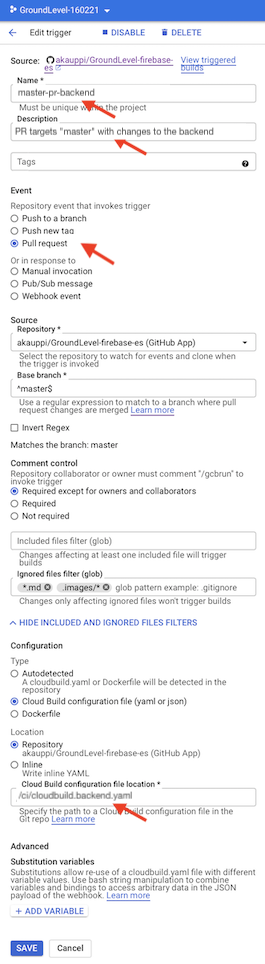 GroundLevel-160221
Edit trigger
DISABLE
DELETE
Source:
akauppi/GroundLevel-firebase-
es
View triggered
builds
Name *
master-pr-backend
Must be unique within the project
Description
PR targets "master" with changes to the backend
Tags
Event
Repository event that invokes trigger
Push to a branch
Push new tag
Pull request
Or in response to
Manual invocation
Pub/Sub message
Webhook event
Source
Repository *
akauppi/GroundLevel-firebase-es (GitHub App)
Select the repository to watch for events and clone when
the trigger is invoked
Base branch *
^master$
Use a regular expression to match to a branch where pull
request changes are merged Learn more
Invert Regex
Matches the branch: master
Comment control
Repository collaborator or owner must comment "/gcbrun" to
invoke trigger
Required except for owners and collaborators
Required
Not required
Included files filter (glob)
Changes affecting at least one included file will trigger
builds
Ignored files filter (glob)
*.md .images/* glob pattern example: .gitignore
Changes only affecting ignored files won't trigger builds
HIDE INCLUDED AND IGNORED FILES FILTERS
Configuration
Type
Autodetected
A cloudbuild.yaml or Dockerfile will be detected in the
repository
Cloud Build configuration file (yaml or json)
Dockerfile
Location
Repository
akauppi/GroundLevel-firebase-es (GitHub App)
Inline
Write inline YAML
Cloud Build configuration file location *
/ci/cloudbuild.backend.yaml
Specify the path to a Cloud Build configuration file in the
Git repo Learn more
Advanced
Substitution variables
Substitutions allow re-use of a cloudbuild.yaml file with different
variable values. Use bash string manipulation to combine
variables and bindings to access arbitrary data in the JSON
payload of the webhook. Learn more
+ ADD VARIABLE
SAVE
Cancel